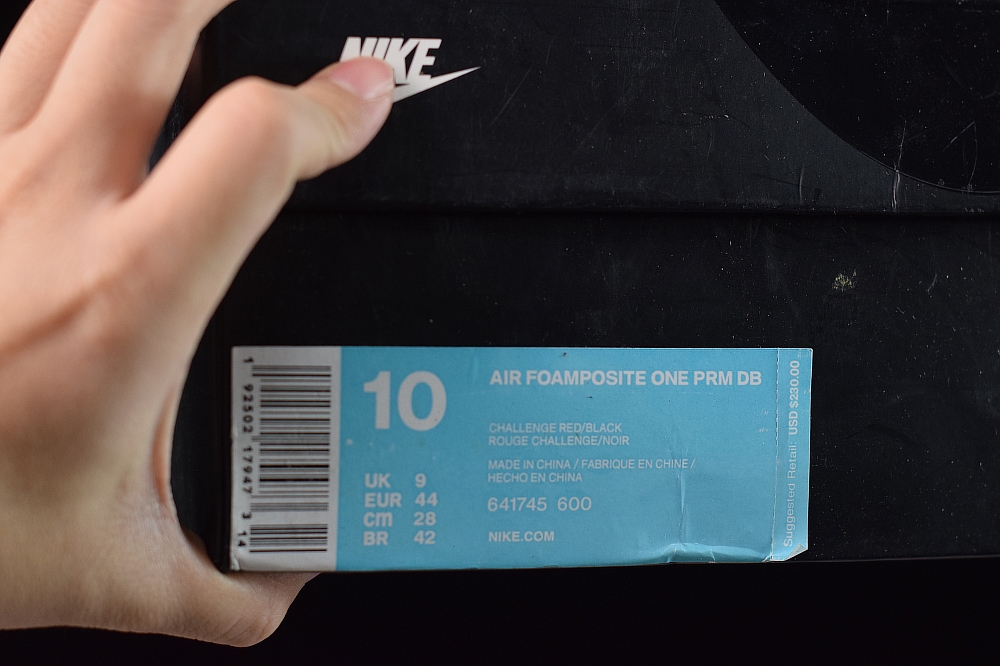 NIKE
1 92502 17947 3 14
10
UK 9
EUR 44
cm 28
BR 42
AIR FOAMPOSITE ONE PRM DB
CHALLENGE RED/BLACK
ROUGE CHALLENGE/NOIR
MADE IN CHINA / FABRIQUE EN CHINE /
HECHO EN CHINA
641745 600
NIKE.COM
Suggested Retail: USD $230.00